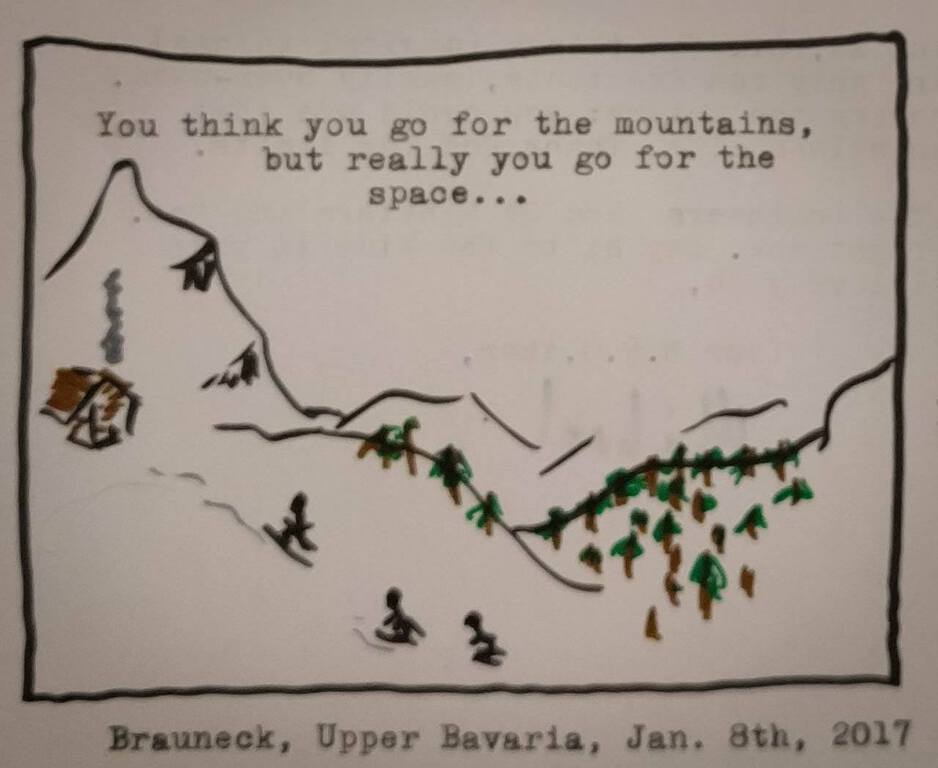 You think you go for the mountains,
but really you go for the
space...
Brauneck, Upper Bavaria, Jan. 8th, 2017